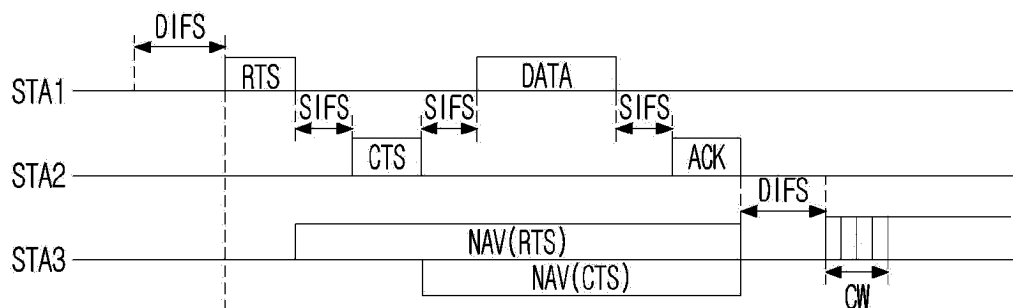 DIFS
STA1
RTS
SIFS
SIFS
DATA
SIFS
STA2
CTS
ACK
DIFS
STA3
NAV(RTS)
NAV(CTS)
CW